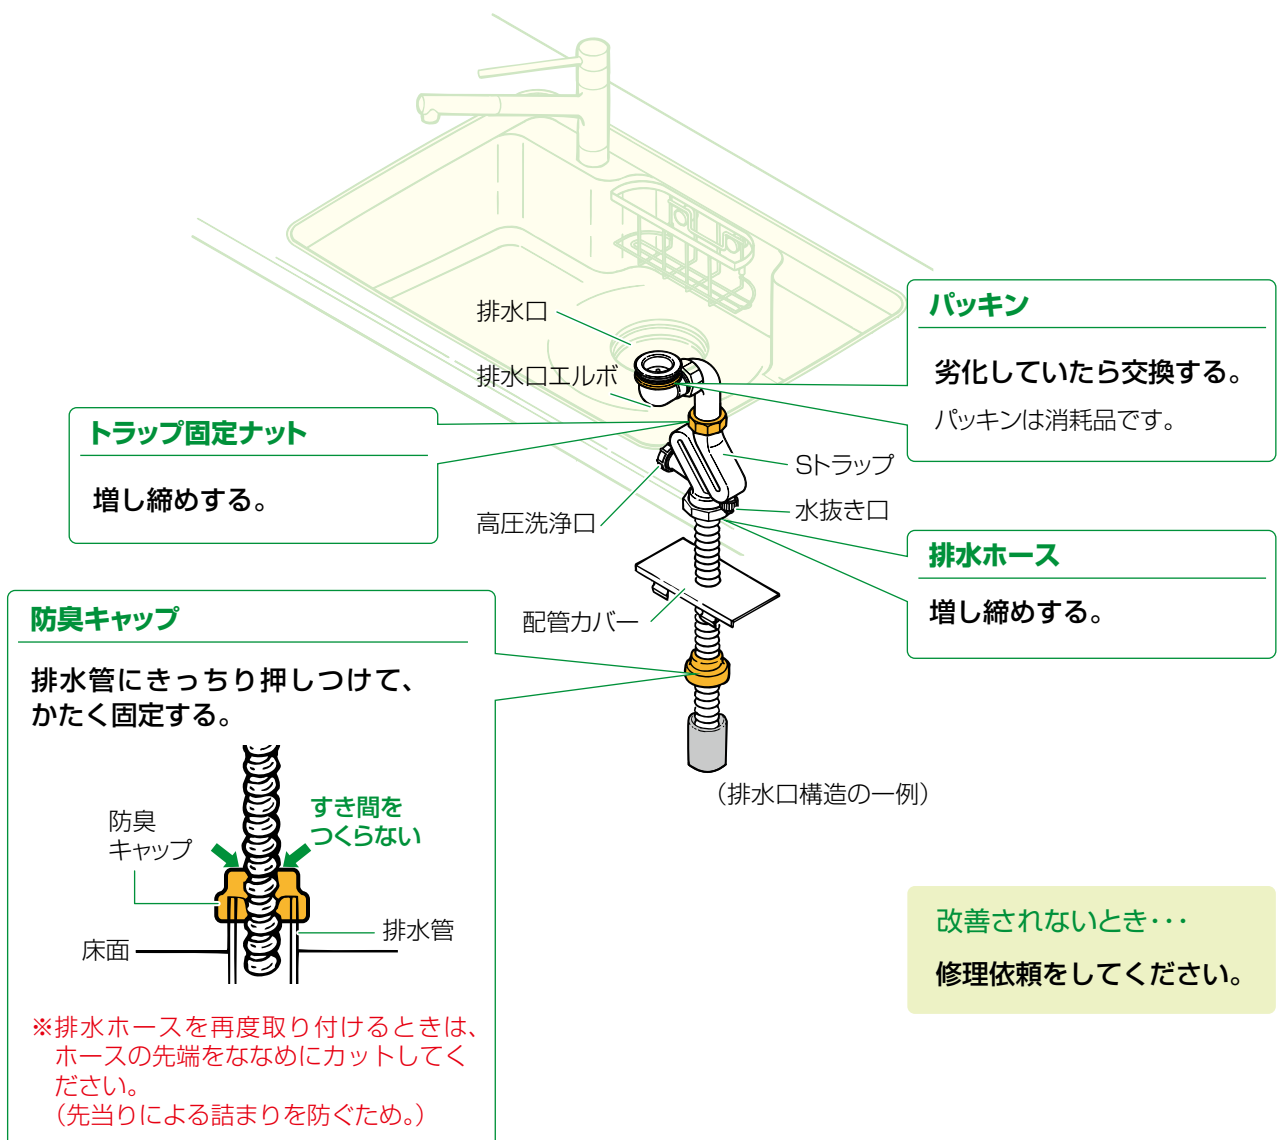 排水口
排水口エルボ
パッキン
劣化していたら交換する。
パッキンは消耗品です。
トラップ固定ナット
増し締めする。
Sトラップ
水抜き口
高圧洗浄口
排水ホース
増し締めする。
配管カバー
防臭キャップ
排水管にきっちり押しつけて、
かたく固定する。
防臭
キャップ
すき間を
つくらない
排水管
床面
※排水ホースを再度取り付けるときは、
ホースの先端をななめにカットしてく
ださい。
（先当りによる詰まりを防ぐため。）
（排水口構造の一例）
改善されないとき･･･
修理依頼をしてください。